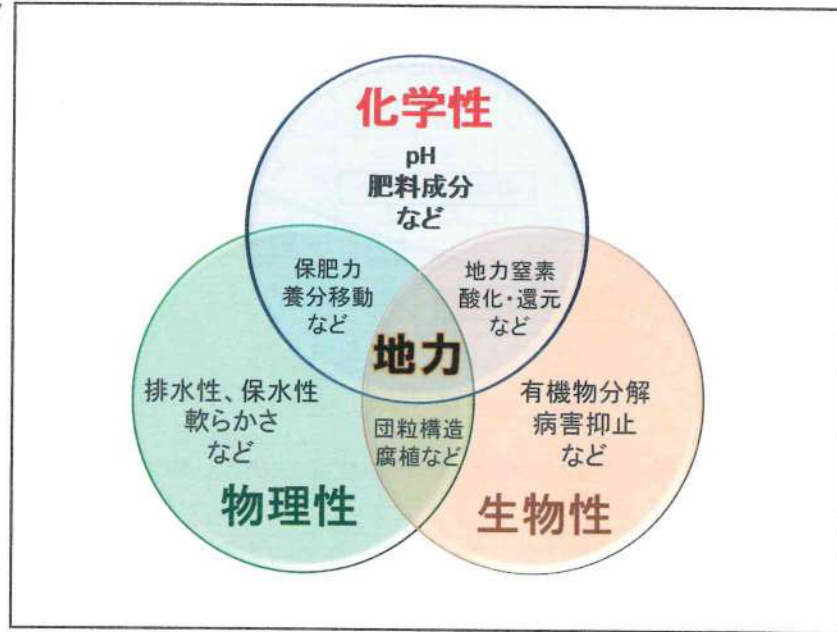 化学性
pH
肥料成分
など
保肥力
養分移動
など
地力窒素
酸化・還元
など
地力
排水性、保水性
軟らかさ
など
団粒構造
腐植など
有機物分解
病害抑止
など
物理性
生物性